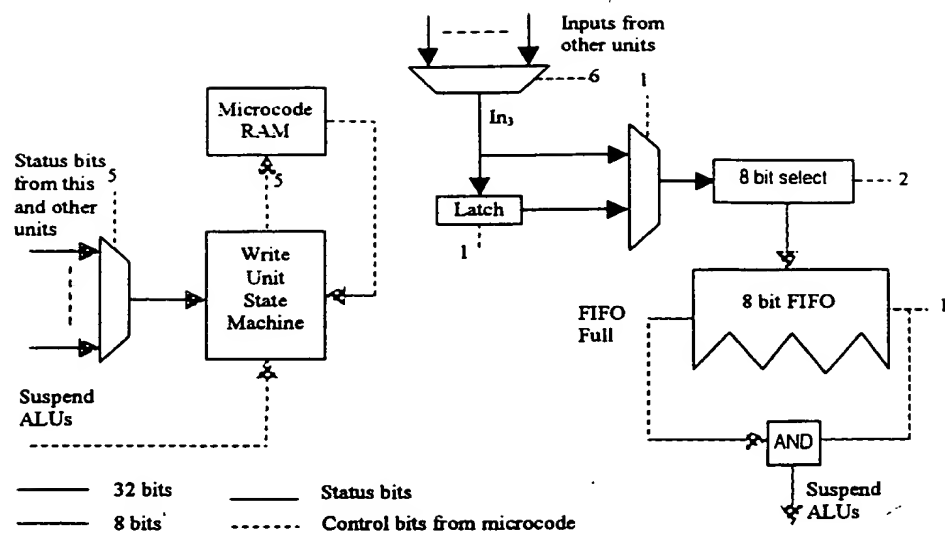 Inputs from
other units
6
1
In₃
Microcode
RAM
Status bits
from this
and other
units
5
5
8 bit select
2
Latch
1
Write
Unit
State
Machine
8 bit FIFO
1
FIFO
Full
Suspend
ALUs
AND
Suspend
ALUs
32 bits
Status bits
8 bits
Control bits from microcode